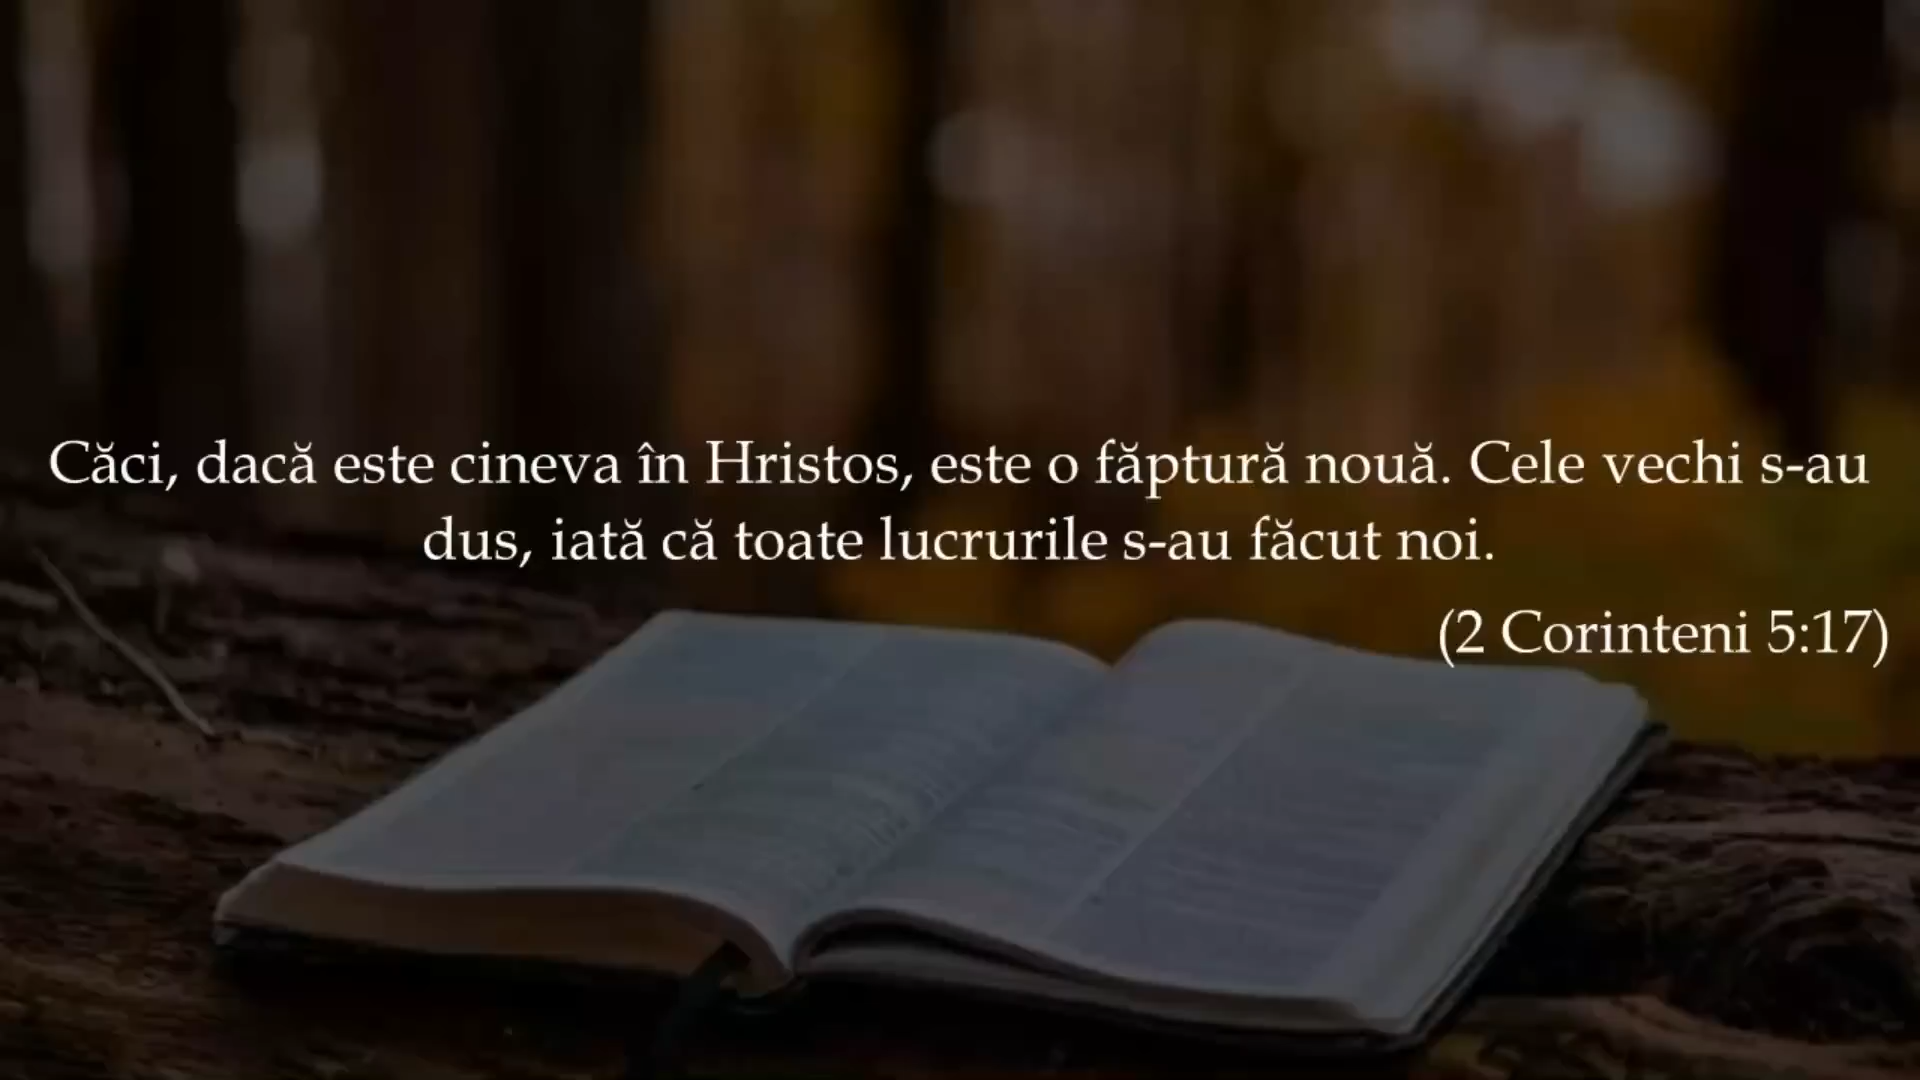 Căci, dacă este cineva în Hristos, este o făptură nouă. Cele vechi s-au
dus, iată că toate lucrurile s-au făcut noi.
(2 Corinteni 5:17)